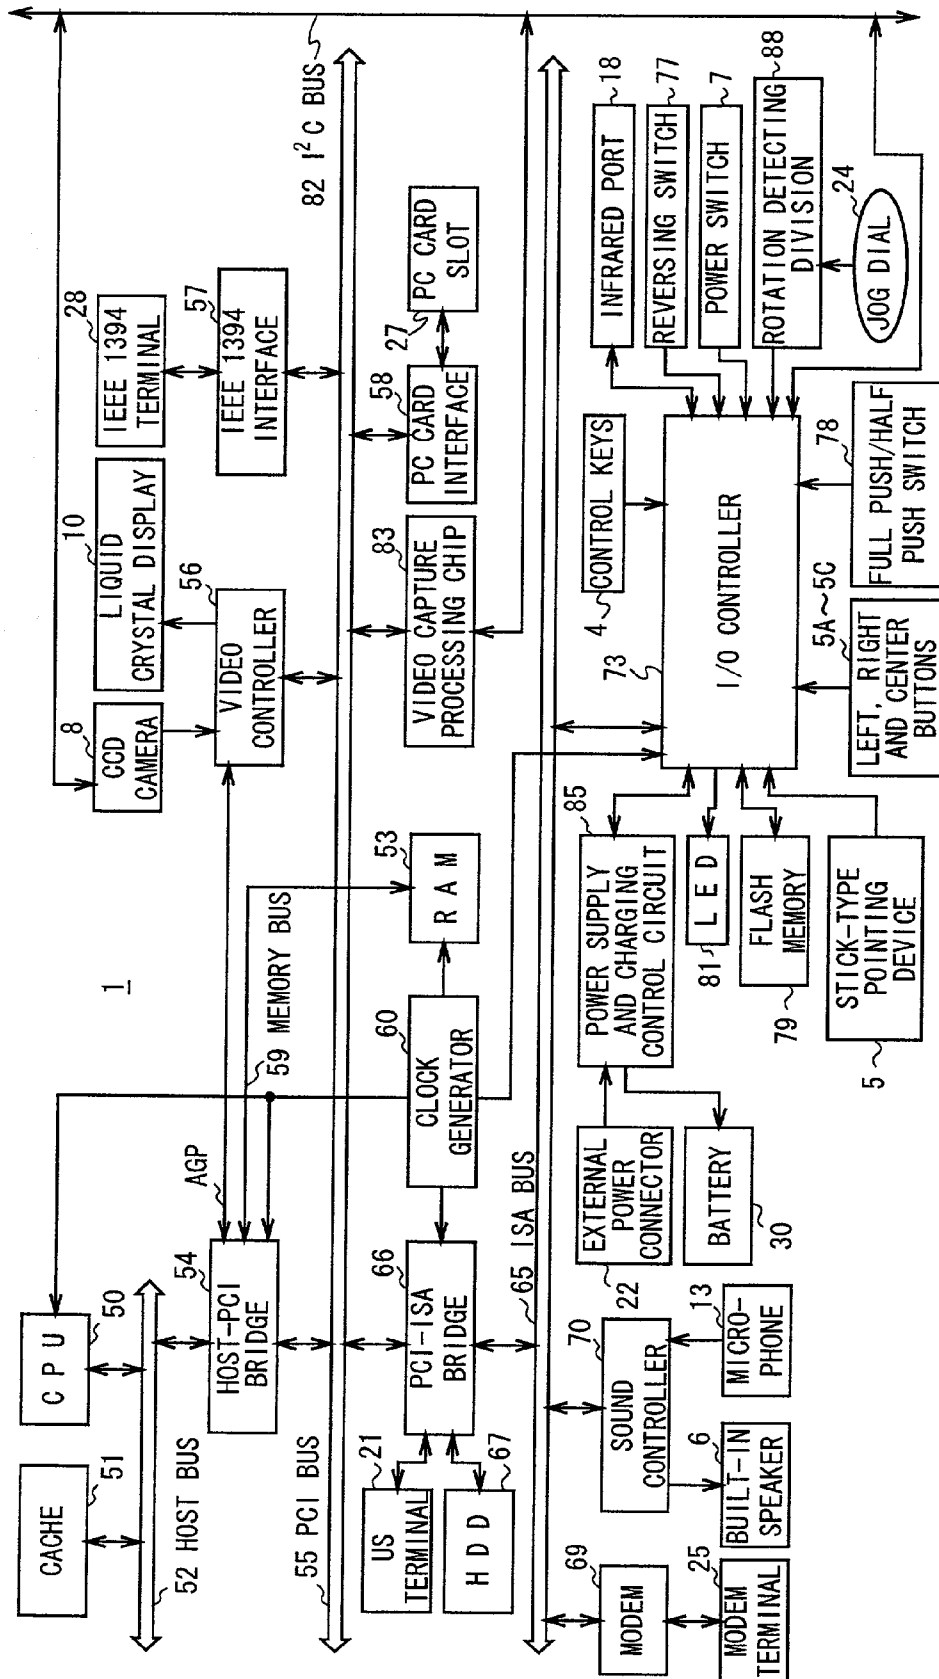 1
CACHE
51
C P U
50
52 HOST BUS
HOST-PCI
BRIDGE
54
AGP
59 MEMORY BUS
CCD
CAMERA
8
LIQUID
CRYSTAL DISPLAY
10
VIDEO
CONTROLLER
56
IEEE 1394
TERMINAL
28
IEEE 1394
INTERFACE
57
82 I2C BUS
55 PCI BUS
US
TERMINAL
21
H D D
67
PCI-ISA
BRIDGE
66
CLOCK
GENERATOR
60
R A M
53
VIDEO CAPTURE
PROCESSING CHIP
83
PC CARD
INTERFACE
58
PC CARD
SLOT
27
65 ISA BUS
MODEM
69
MODEM
TERMINAL
25
SOUND
CONTROLLER
70
BUILT-IN
SPEAKER
6
MICRO-
PHONE
13
EXTERNAL
POWER
CONNECTOR
22
BATTERY
30
POWER SUPPLY
AND CHARGING
CONTROL CIRCUIT
85
L E D
81
FLASH
MEMORY
79
STICK-TYPE
POINTING
DEVICE
5
CONTROL KEYS
4
I/O CONTROLLER
73
LEFT, RIGHT
AND CENTER
BUTTONS
5A~5C
FULL PUSH/HALF
PUSH SWITCH
78
INFRARED PORT
18
REVERSING SWITCH
77
POWER SWITCH
7
ROTATION DETECTING
DIVISION
88
JOG DIAL
24